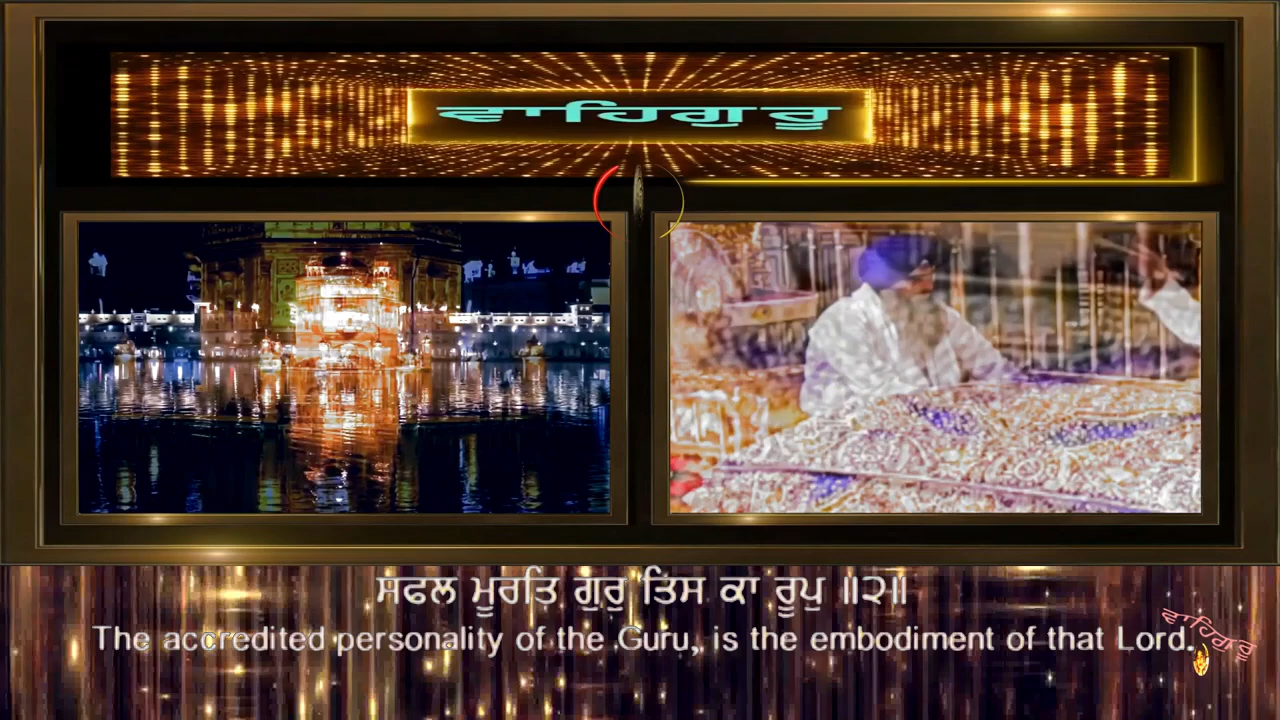 ਵਾਹਿਗੁਰੂ
ਸਫਲ ਮੂਰਤਿ ਗੁਰੁ ਤਿਸ ਕਾ ਰੂਪੁ ॥੨॥
The accredited personality of the Guru, is the embodiment of that Lord.
ਵਾਹਿਗੁਰੂ